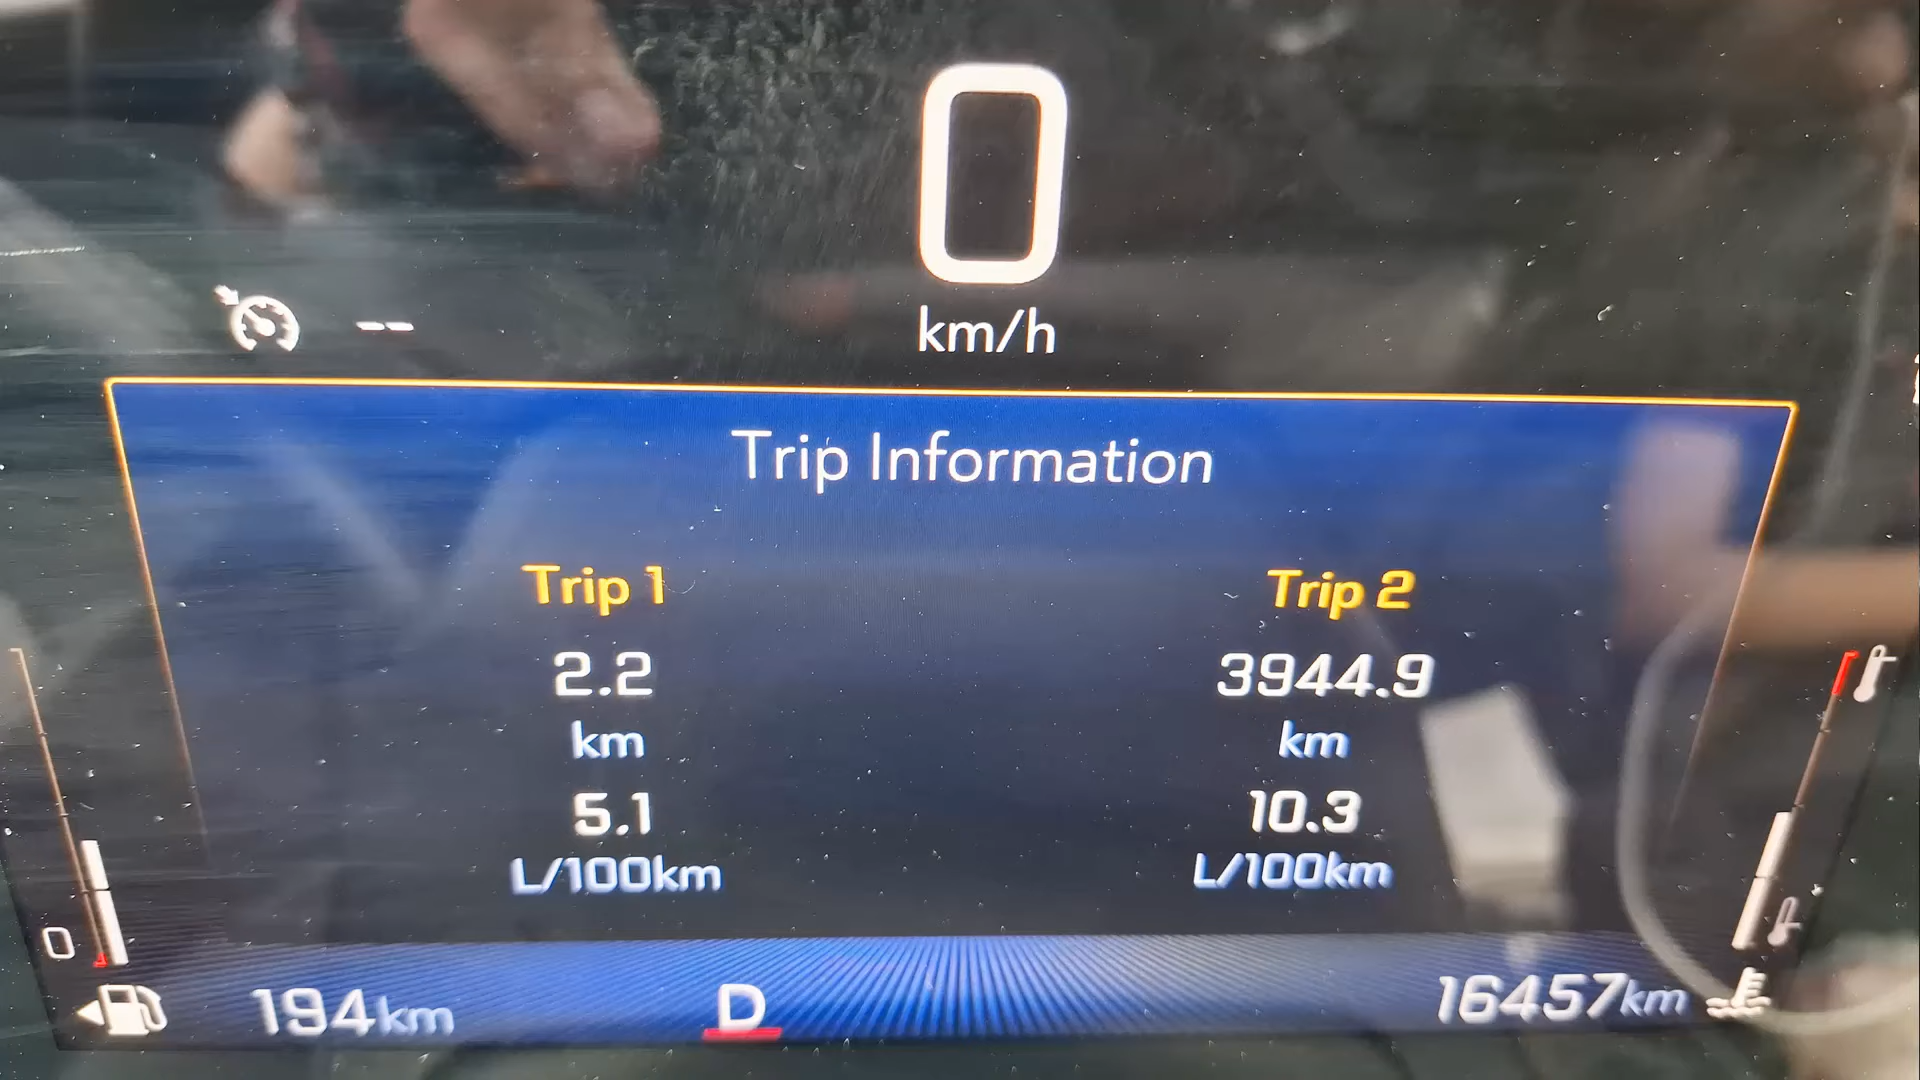 0
km/h
--
Trip Information
Trip 1
Trip 2
2.2
3944.9
km
km
5.1
10.3
L/100km
L/100km
0
194km
D
16457km